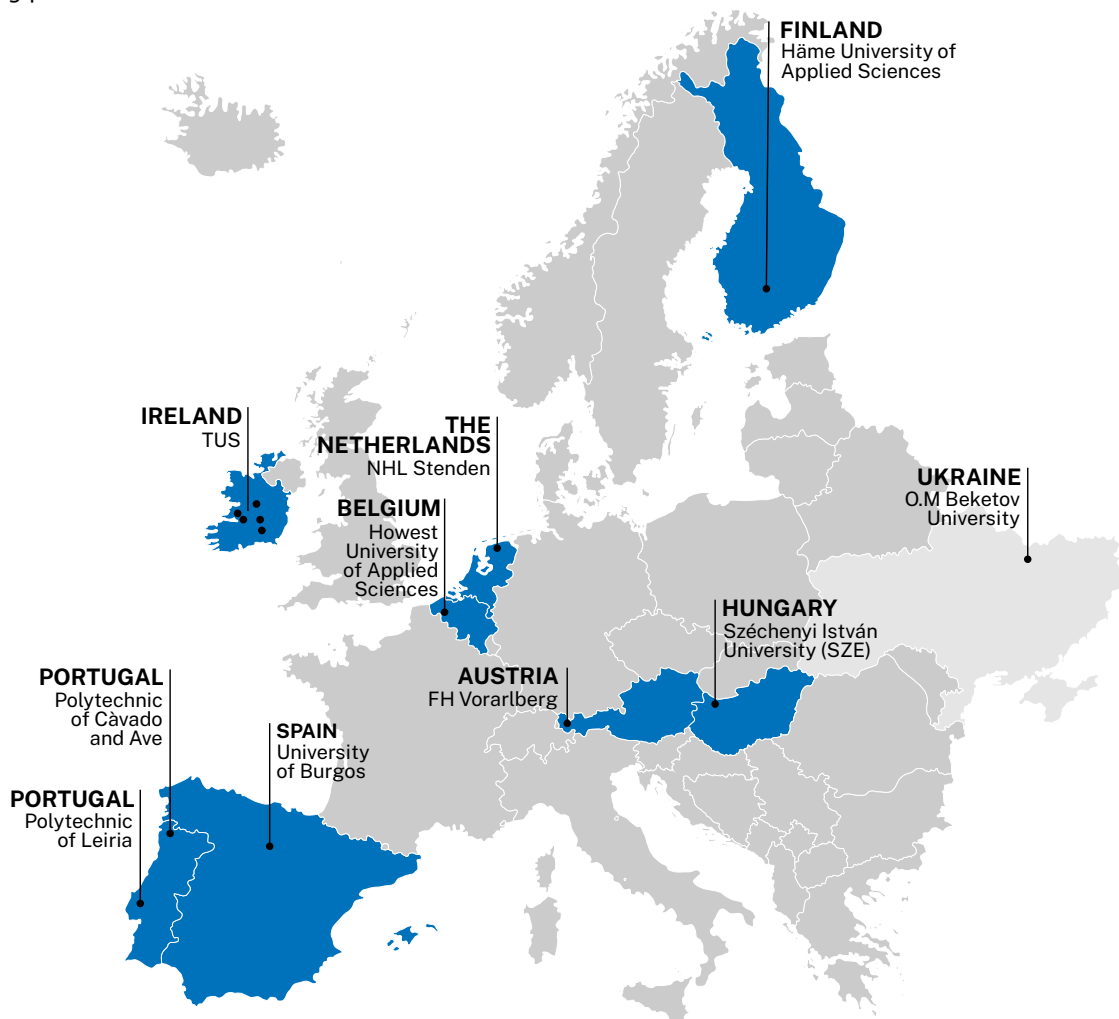 FINLAND
Häme University of
Applied Sciences
IRELAND
TUS
THE
NETHERLANDS
NHL Stenden
BELGIUM
Howest
University
of Applied
Sciences
UKRAINE
O.M Beketov
University
HUNGARY
Széchenyi István
University (SZE)
AUSTRIA
FH Vorarlberg
PORTUGAL
Polytechnic
of Càvado
and Ave
SPAIN
University
of Burgos
PORTUGAL
Polytechnic
of Leiria